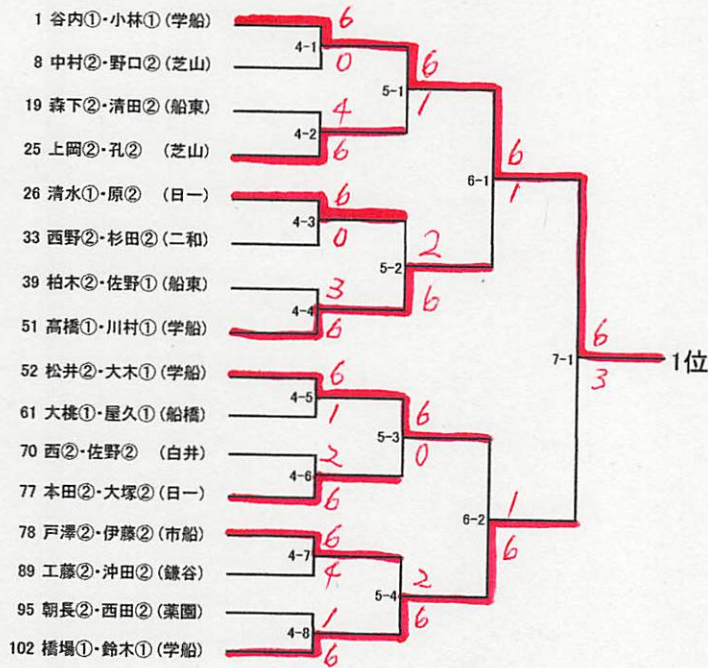 1 谷内①・小林① (学船)
6
4-1
0
8 中村②・野口② (芝山)
6
5-1
1
19 森下②・清田② (船東)
4
4-2
6
25 上岡②・孔② (芝山)
6
6-1
1
26 清水①・原② (日一)
6
4-3
0
33 西野②・杉田② (二和)
2
5-2
6
39 柏木②・佐野① (船東)
3
4-4
6
51 髙橋①・川村① (学船)
6
7-1
3
1位
52 松井②・大木① (学船)
6
4-5
1
61 大桃①・屋久① (船橋)
6
5-3
0
70 西②・佐野② (白井)
2
4-6
6
77 本田②・大塚② (日一)
1
6-2
6
78 戸澤②・伊藤② (市船)
6
4-7
4
89 工藤②・沖田② (鎌谷)
2
5-4
6
95 朝長②・西田② (薬園)
1
4-8
6
102 橋場①・鈴木① (学船)